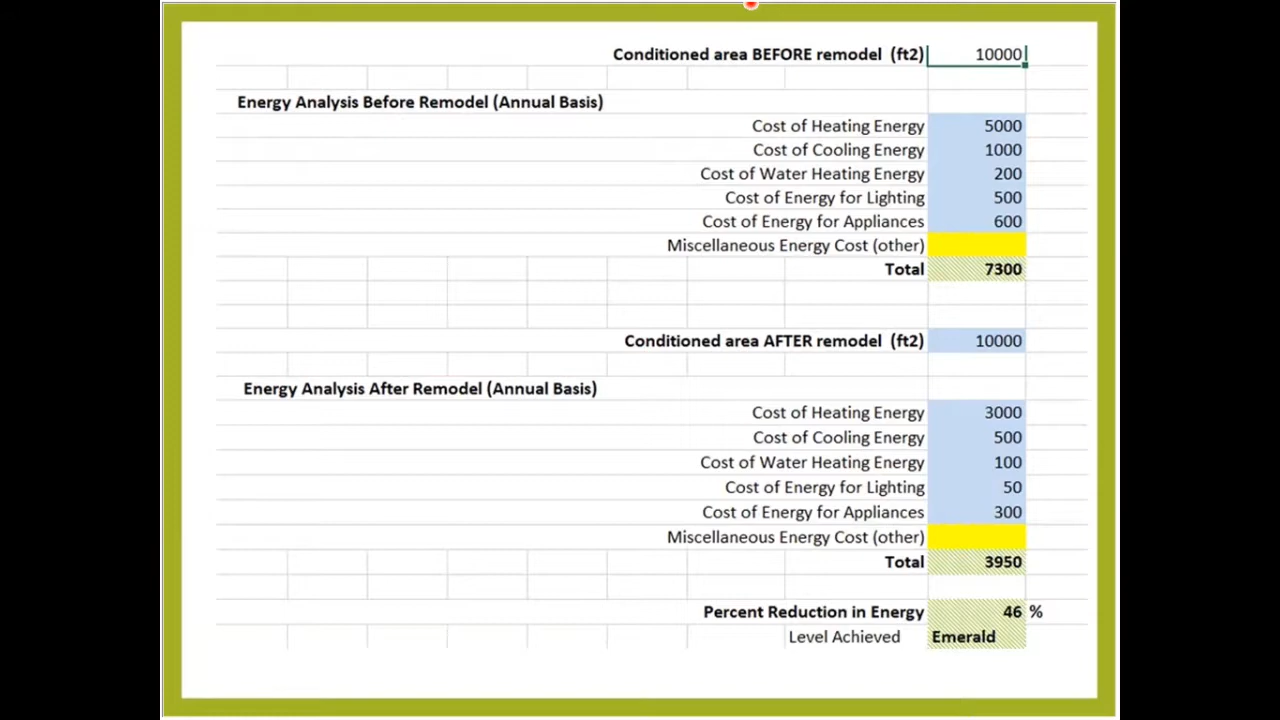 Conditioned area BEFORE remodel (ft2) 10000
Energy Analysis Before Remodel (Annual Basis)
Cost of Heating Energy 5000
Cost of Cooling Energy 1000
Cost of Water Heating Energy 200
Cost of Energy for Lighting 500
Cost of Energy for Appliances 600
Miscellaneous Energy Cost (other)
Total 7300
Conditioned area AFTER remodel (ft2) 10000
Energy Analysis After Remodel (Annual Basis)
Cost of Heating Energy 3000
Cost of Cooling Energy 500
Cost of Water Heating Energy 100
Cost of Energy for Lighting 50
Cost of Energy for Appliances 300
Miscellaneous Energy Cost (other)
Total 3950
Percent Reduction in Energy 46 %
Level Achieved Emerald